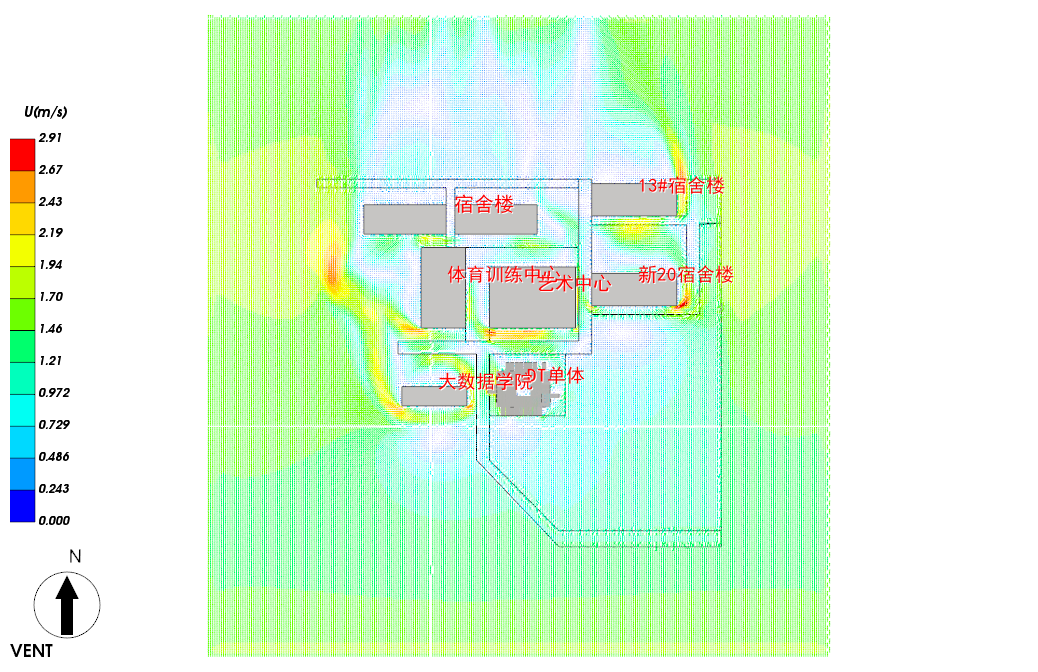 U(m/s)
2.91
2.67
2.43
2.19
1.94
1.70
1.46
1.21
0.972
0.729
0.486
0.243
0.000
N
VENT
13#宿舍楼
宿舍楼
体育训练中心
艺术中心
新20宿舍楼
大数据学院
DT单体